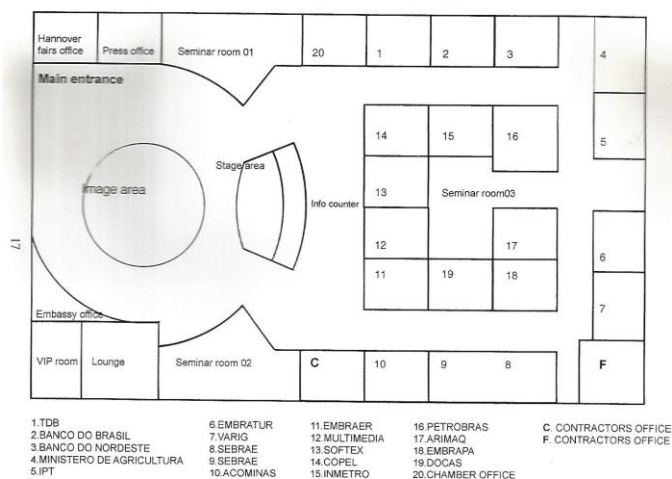 Hannover
fairs office
Press office
Seminar room 01
20
1
2
3
4
Main entrance
14
15
16
5
Stage area
Image area
13
Seminar room03
Info counter
17
12
17
6
11
19
18
7
Embassy office
VIP room
Lounge
Seminar room 02
C
10
9
8
F
1.TDB
2.BANCO DO BRASIL
3.BANCO DO NORDESTE
4.MINISTERO DE AGRICULTURA
5.IPT
6.EMBRATUR
7.VARIG
8.SEBRAE
9.SEBRAE
10.ACOMINAS
11.EMBRAER
12.MULTIMEDIA
13.SOFTEX
14.COPEL
15.INMETRO
16.PETROBRAS
17.ARIMAQ
18.EMBRAPA
19.DOCAS
20.CHAMBER OFFICE
C. CONTRACTORS OFFICE
F. CONTRACTORS OFFICE